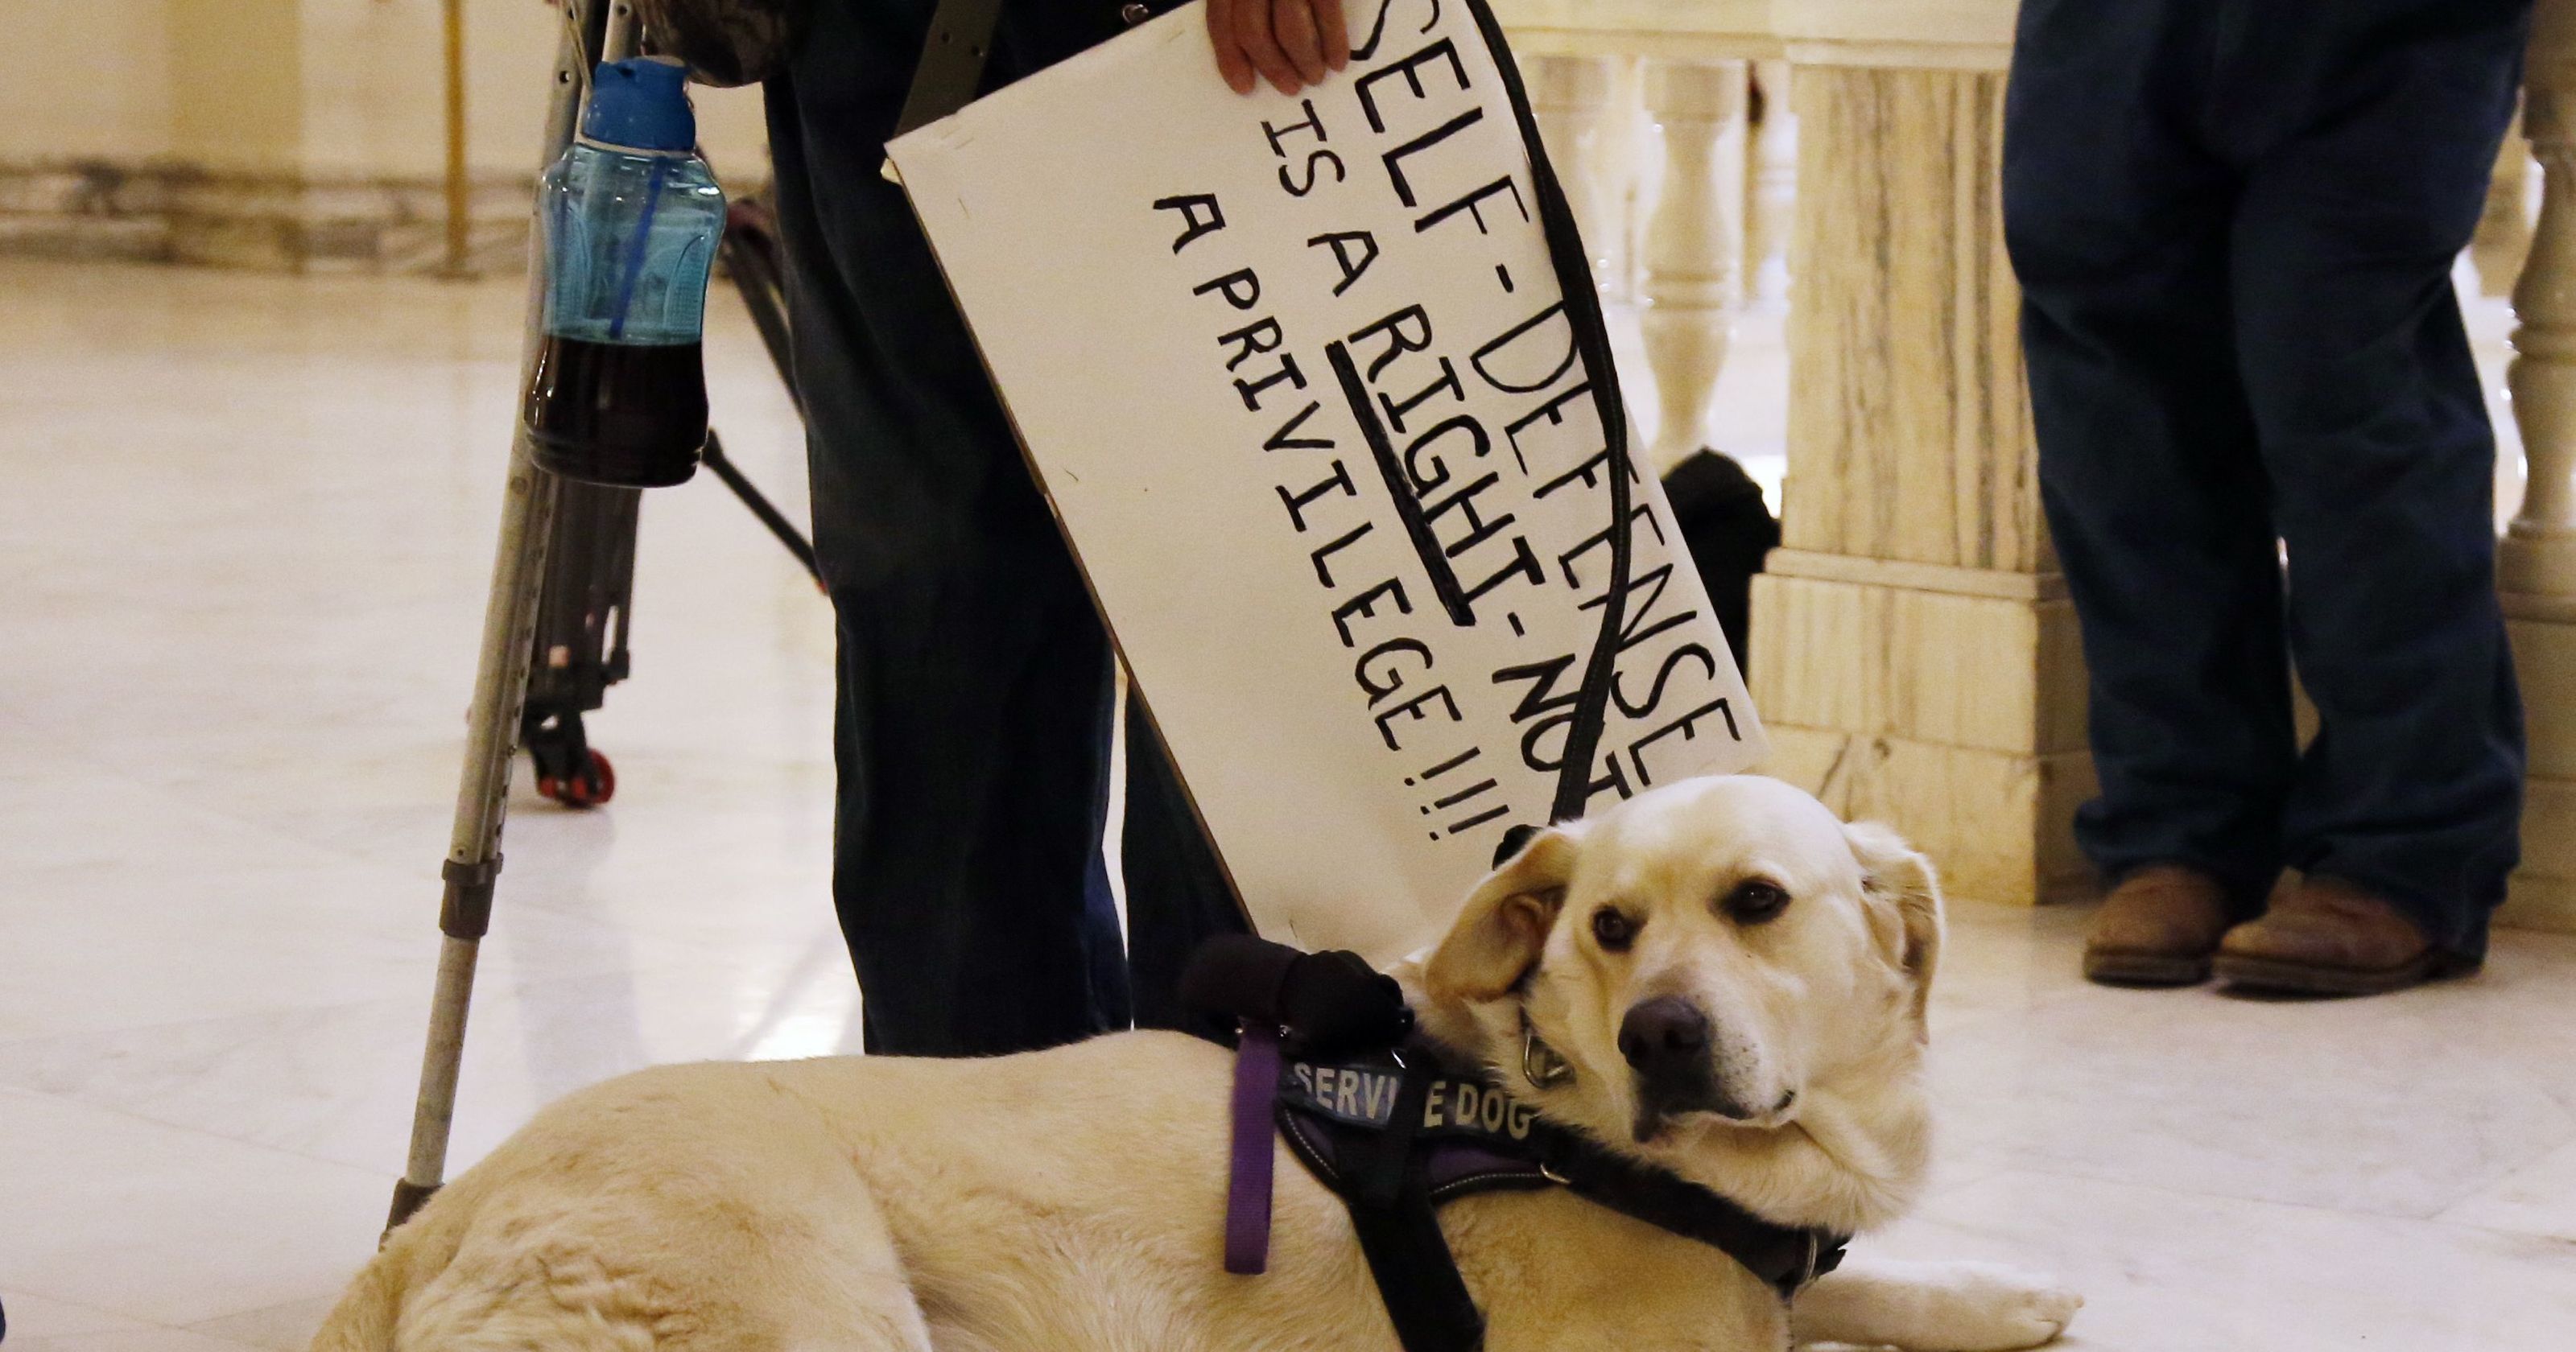 SELF-DEFENSE
IS A RIGHT-NOT
A PRIVILEGE!!!
SERVI E DOG